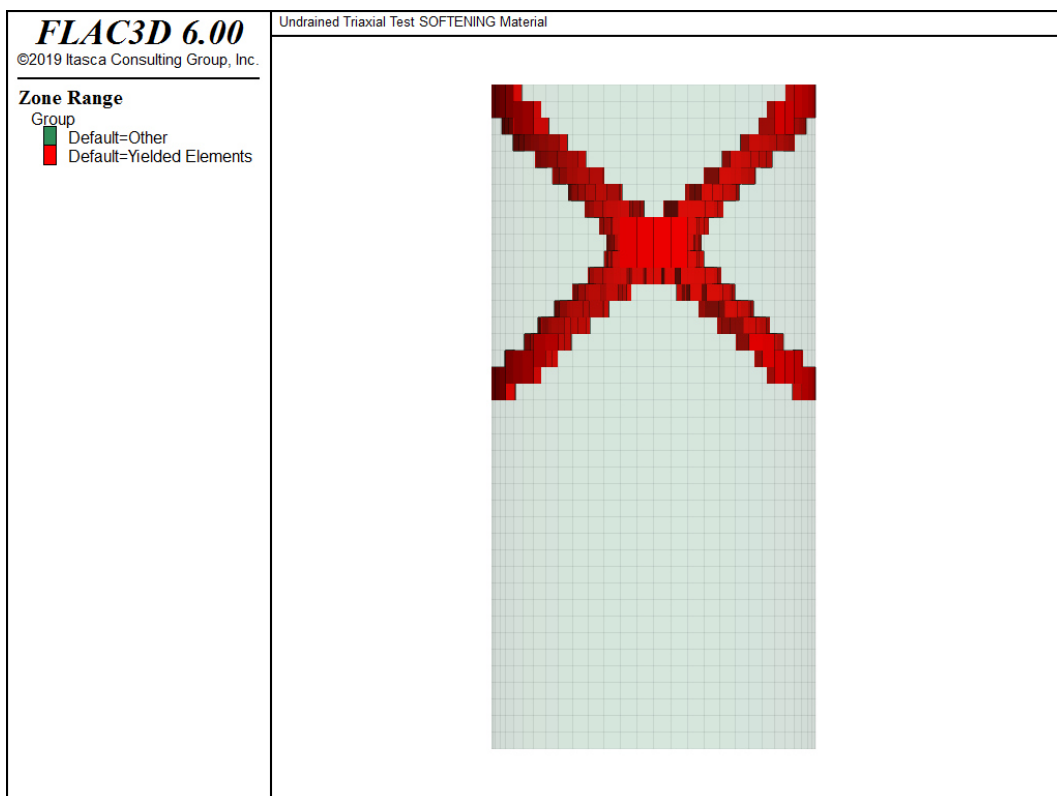 FLAC3D 6.00
©2019 Itasca Consulting Group, Inc.
Zone Range
Group
Default=Other
Default=Yielded Elements
Undrained Triaxial Test SOFTENING Material